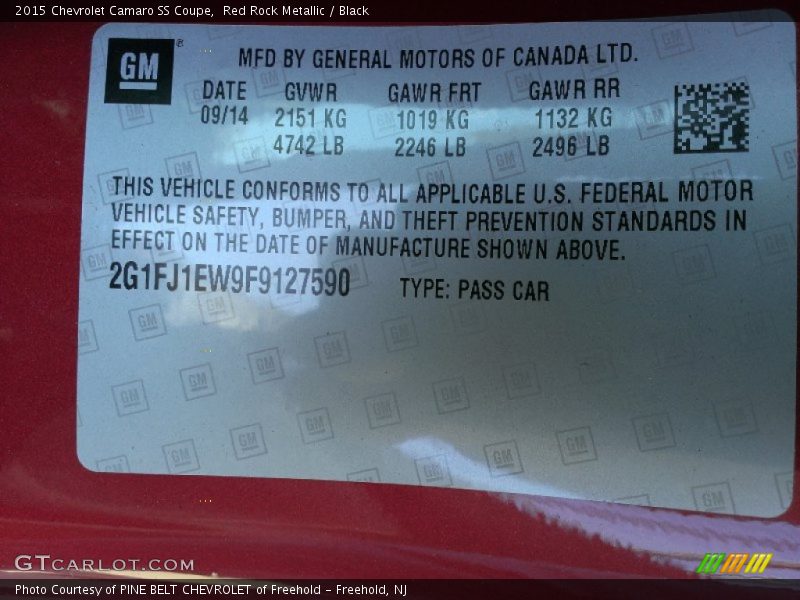 2015 Chevrolet Camaro SS Coupe,  Red Rock Metallic / Black
GM ®
MFD BY GENERAL MOTORS OF CANADA LTD.
DATE GVWR GAWR FRT GAWR RR
09/14 2151 KG 1019 KG 1132 KG
4742 LB 2246 LB 2496 LB
THIS VEHICLE CONFORMS TO ALL APPLICABLE U.S. FEDERAL MOTOR
VEHICLE SAFETY, BUMPER, AND THEFT PREVENTION STANDARDS IN
EFFECT ON THE DATE OF MANUFACTURE SHOWN ABOVE.
2G1FJ1EW9F9127590 TYPE: PASS CAR
GTCARLOT.COM
Photo Courtesy of PINE BELT CHEVROLET of Freehold - Freehold, NJ